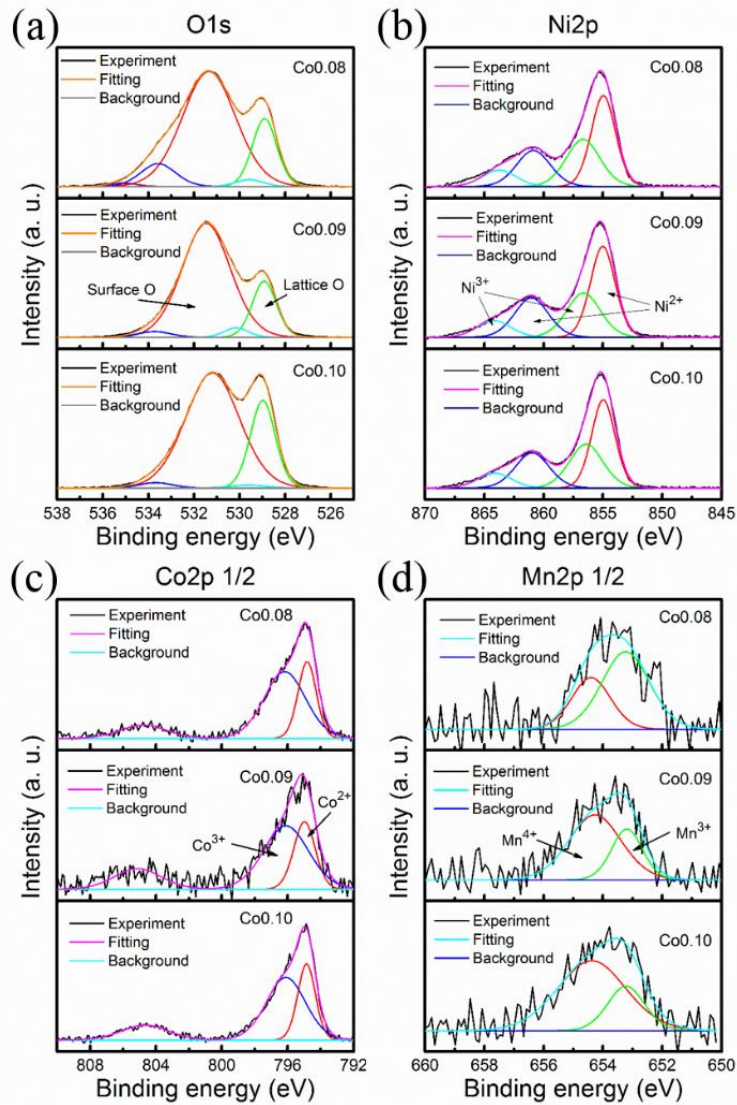 (a)
O1s
Intensity (a. u.)
Experiment
Fitting
Background
Co0.08
Experiment
Fitting
Background
Co0.09
Surface O
Lattice O
Experiment
Fitting
Background
Co0.10
538 536 534 532 530 528 526
Binding energy (eV)
(b)
Ni2p
Intensity (a. u.)
Experiment
Fitting
Background
Co0.08
Experiment
Fitting
Background
Co0.09
Ni3+
Ni2+
Experiment
Fitting
Background
Co0.10
870 865 860 855 850 845
Binding energy (eV)
(c)
Co2p 1/2
Intensity (a. u.)
Experiment
Fitting
Background
Co0.08
Experiment
Fitting
Background
Co0.09
Co3+
Co2+
Experiment
Fitting
Background
Co0.10
808 804 800 796 792
Binding energy (eV)
(d)
Mn2p 1/2
Intensity (a. u.)
Experiment
Fitting
Background
Co0.08
Experiment
Fitting
Background
Co0.09
Mn4+
Mn3+
Experiment
Fitting
Background
Co0.10
660 658 656 654 652 650
Binding energy (eV)